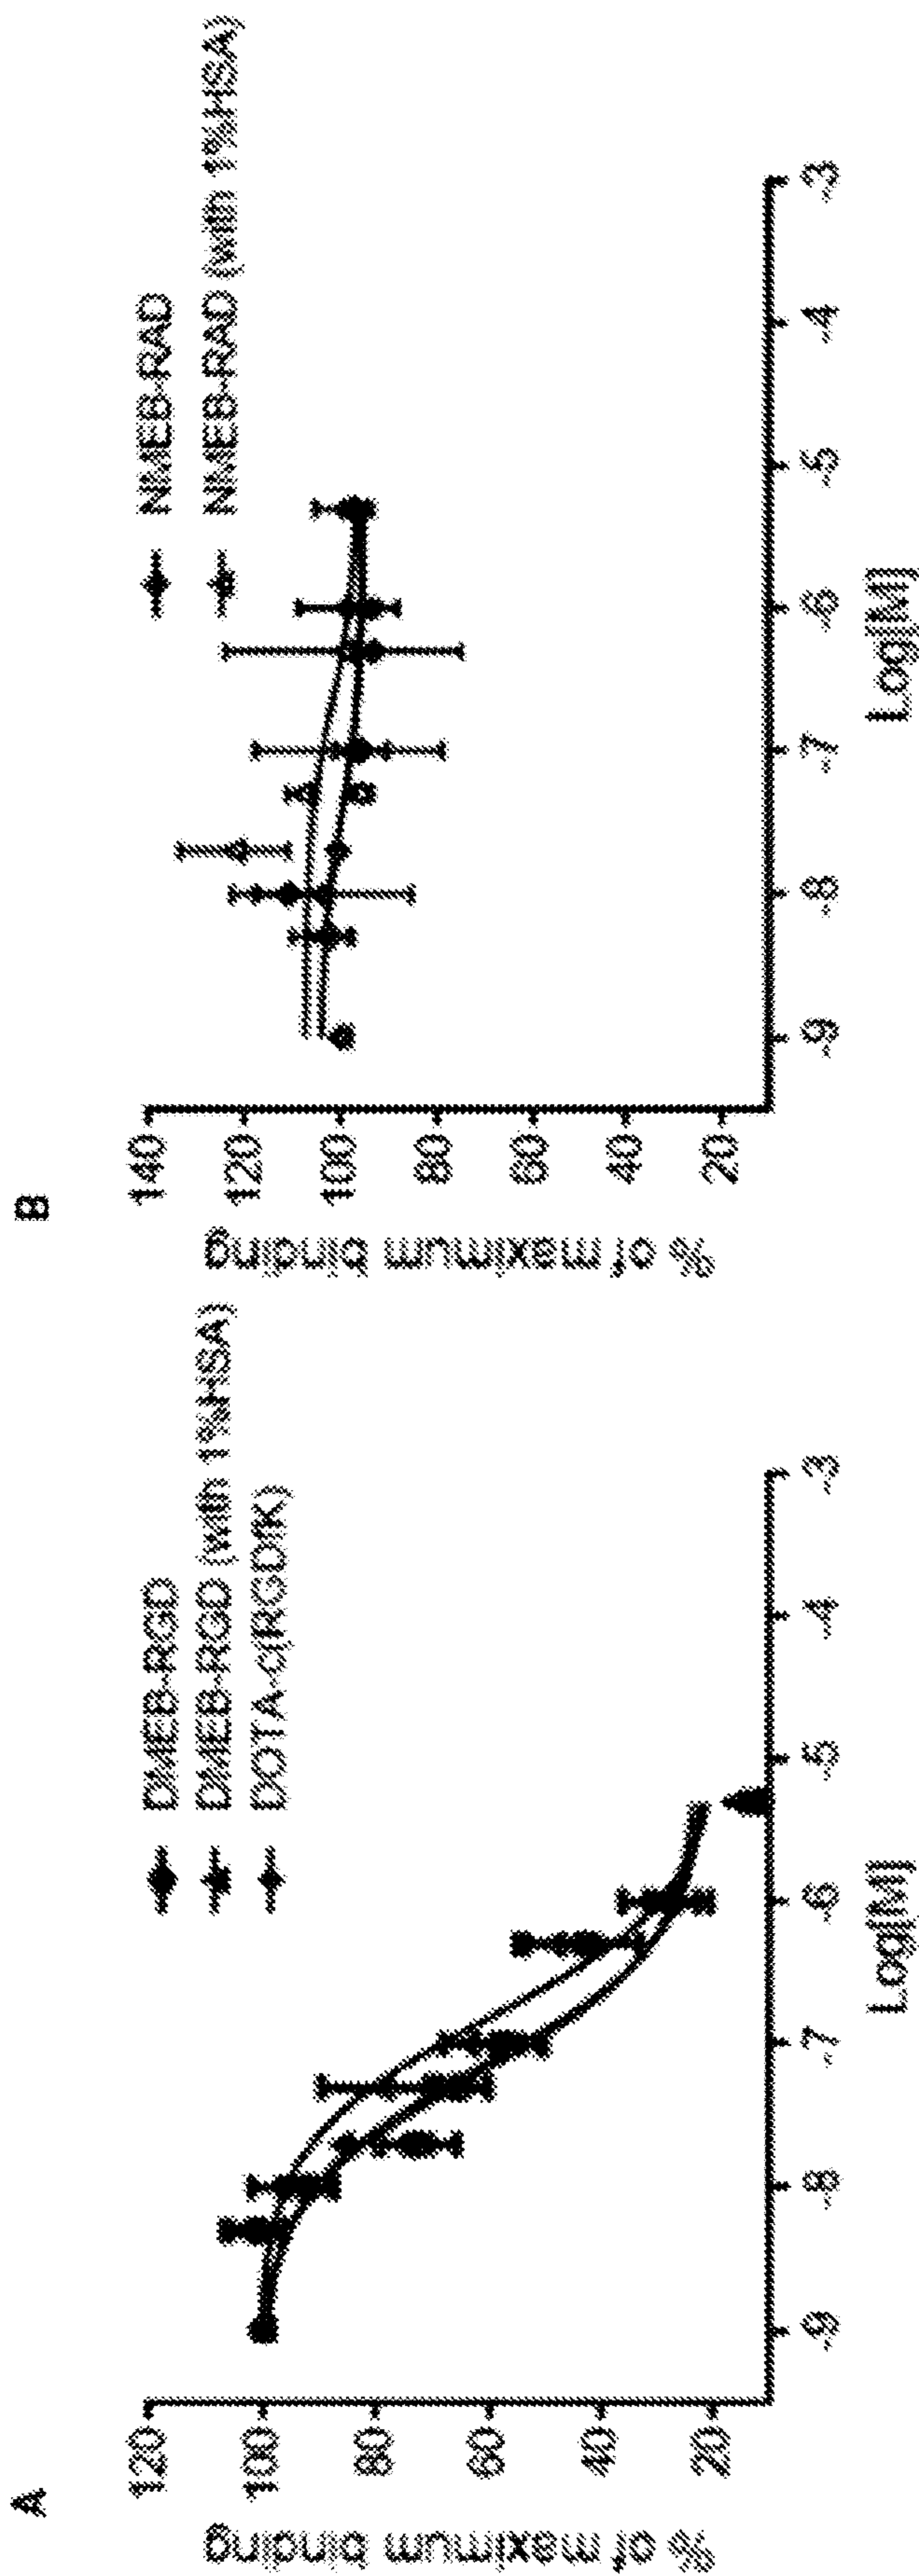 A
% of maximum binding
120
100
80
60
40
20
-9
-8
-7
-6
-5
-4
-3
Log[M]
DMEB-RGD
DMEB-RGD (with 1%HSA)
DOTA-c(RGDfK)
B
% of maximum binding
140
120
100
80
60
40
20
-9
-8
-7
-6
-5
-4
-3
Log[M]
NMEB-RAD
NMEB-RAD (with 1%HSA)